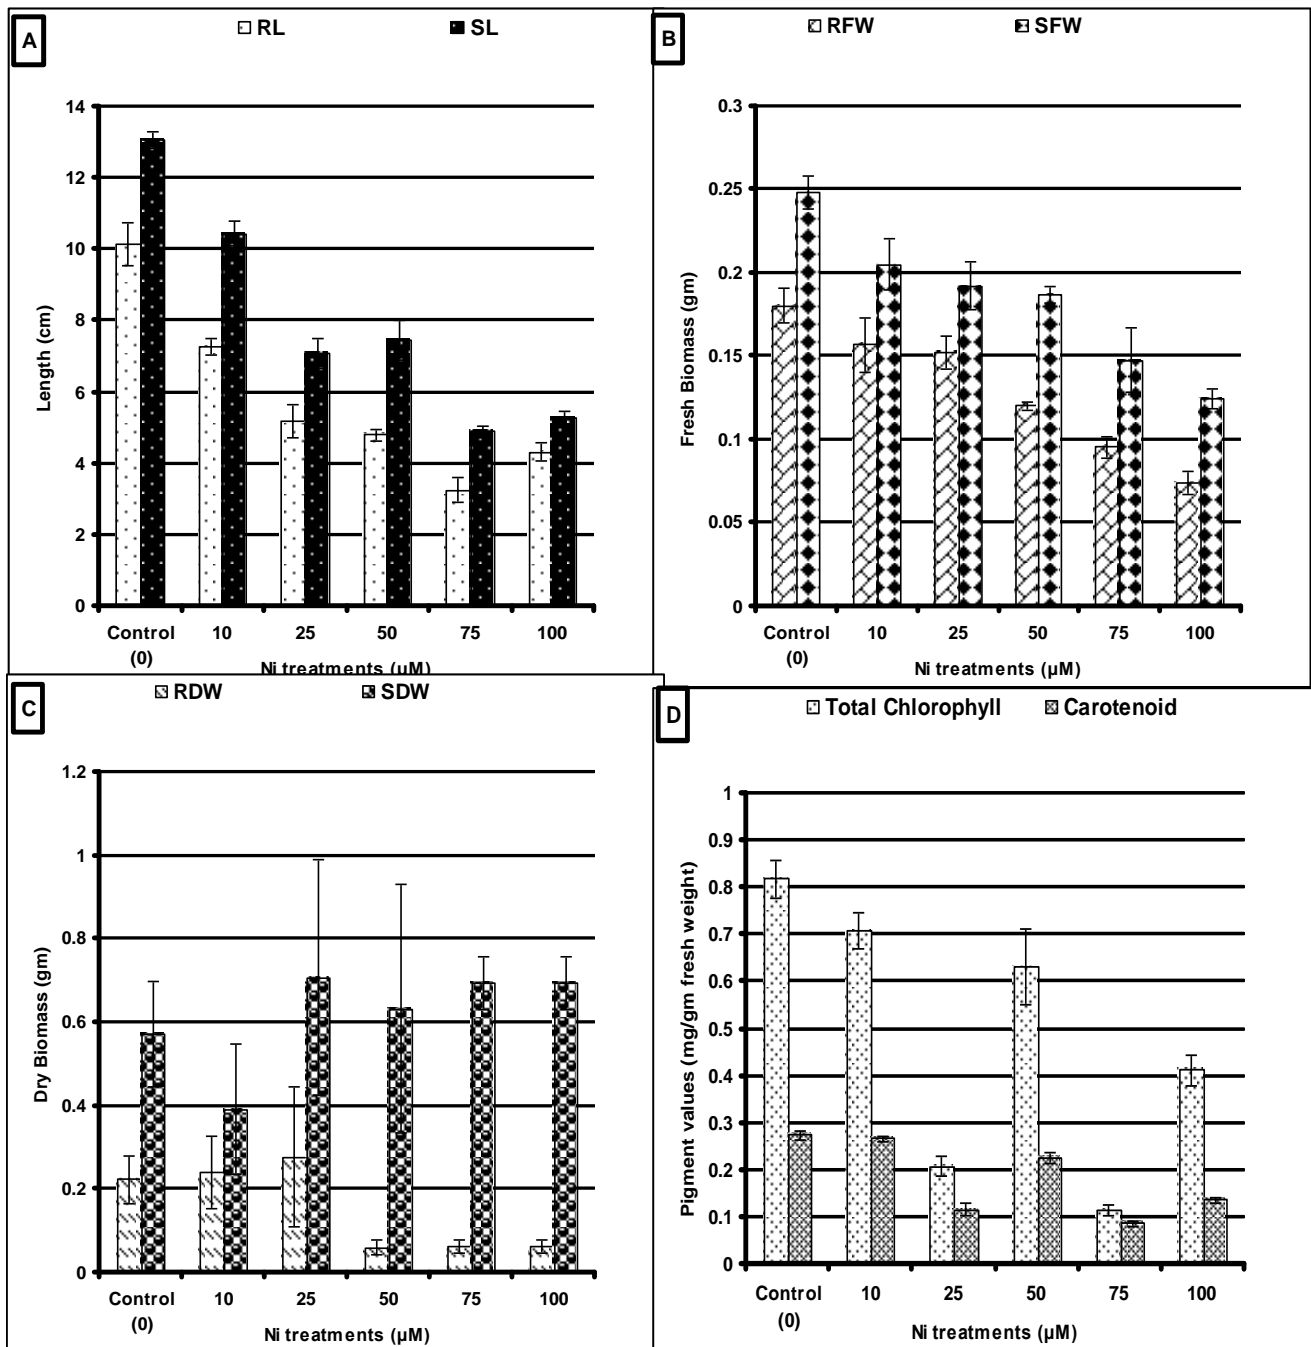 A
RL SL
14
12
10
8
6
4
2
0
Length (cm)
Control 10 25 50 75 100
(0)
Ni treatments (µM)
B
RFW SFW
0.3
0.25
0.2
0.15
0.1
0.05
0
Fresh Biomass (gm)
Control 10 25 50 75 100
(0)
Ni treatments (µM)
C
RDW SDW
1.2
1
0.8
0.6
0.4
0.2
0
Dry Biomass (gm)
Control 10 25 50 75 100
(0)
Ni treatments (µM)
D
Total Chlorophyll Carotenoid
1
0.9
0.8
0.7
0.6
0.5
0.4
0.3
0.2
0.1
0
Pigment values (mg/gm fresh weight)
Control 10 25 50 75 100
(0)
Ni treatments (µM)